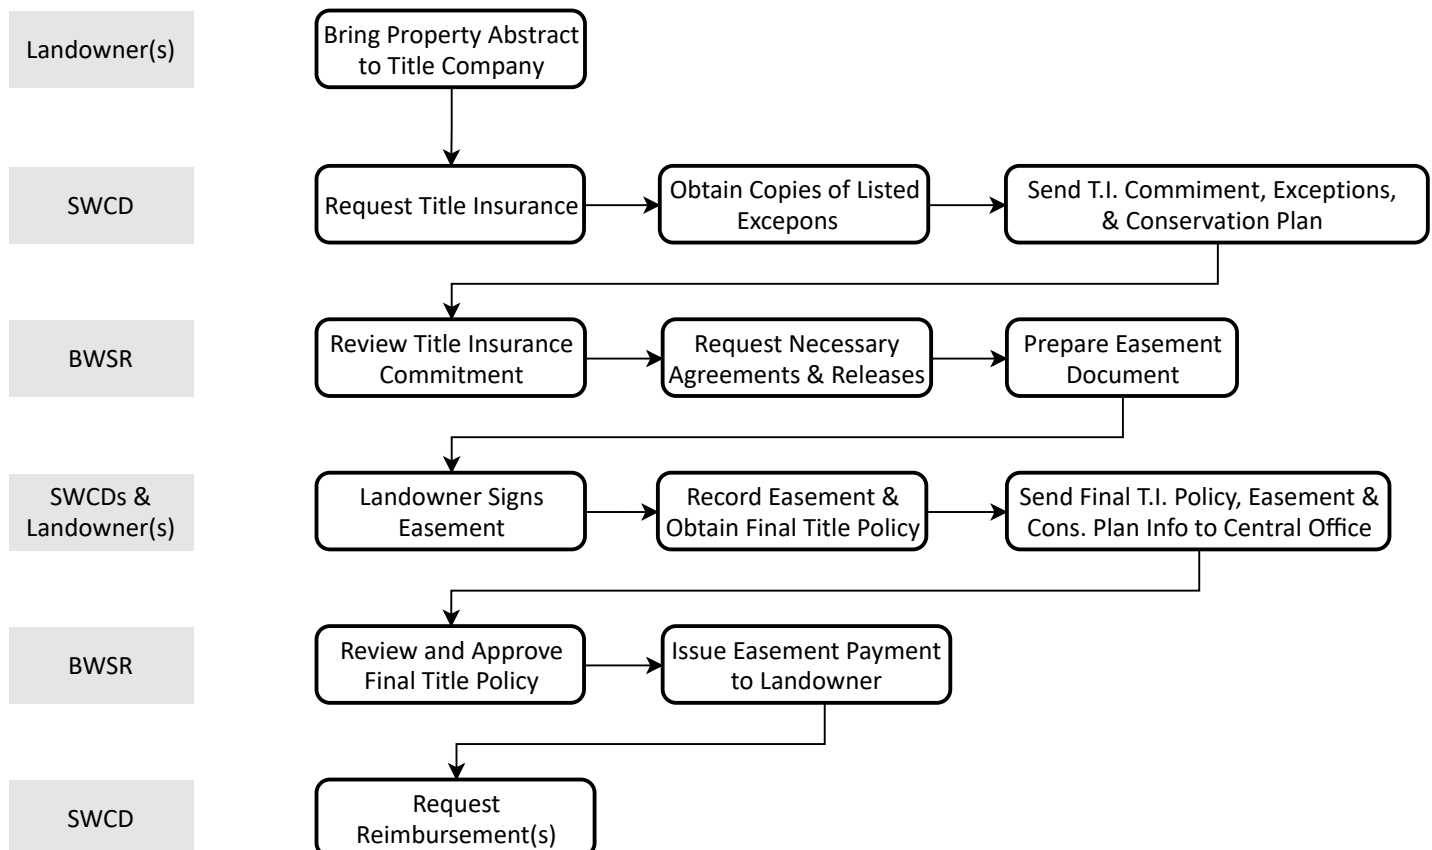 Landowner(s)
Bring Property Abstract
to Title Company
SWCD
Request Title Insurance
Obtain Copies of Listed
Excepons
Send T.I. Commiment, Exceptions,
& Conservation Plan
BWSR
Review Title Insurance
Commitment
Request Necessary
Agreements & Releases
Prepare Easement
Document
SWCDs &
Landowner(s)
Landowner Signs
Easement
Record Easement &
Obtain Final Title Policy
Send Final T.I. Policy, Easement &
Cons. Plan Info to Central Office
BWSR
Review and Approve
Final Title Policy
Issue Easement Payment
to Landowner
SWCD
Request
Reimbursement(s)